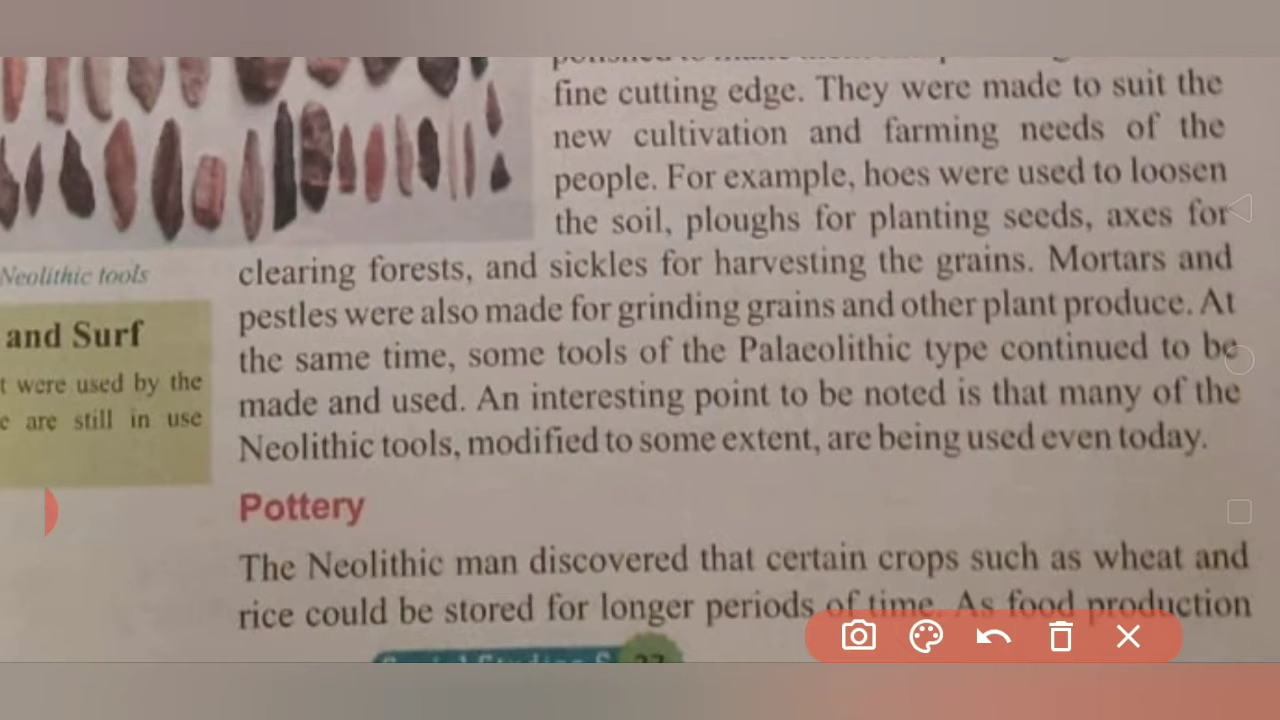 fine cutting edge. They were made to suit the
new cultivation and farming needs of the
people. For example, hoes were used to loosen
the soil, ploughs for planting seeds, axes for
Neolithic tools
clearing forests, and sickles for harvesting the grains. Mortars and
pestles were also made for grinding grains and other plant produce. At
the same time, some tools of the Palaeolithic type continued to be
made and used. An interesting point to be noted is that many of the
Neolithic tools, modified to some extent, are being used even today.
and Surf
t were used by the
e are still in use
Pottery
The Neolithic man discovered that certain crops such as wheat and
rice could be stored for longer periods of time. As food production